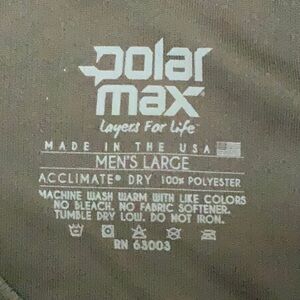 polar
max
Layers For Life
MADE IN THE USA
MEN'S LARGE
ACCLIMATE® DRY 100% POLYESTER
MACHINE WASH WARM WITH LIKE COLORS
NO BLEACH. NO FABRIC SOFTENER.
TUMBLE DRY LOW. DO NOT IRON.
RN 63003